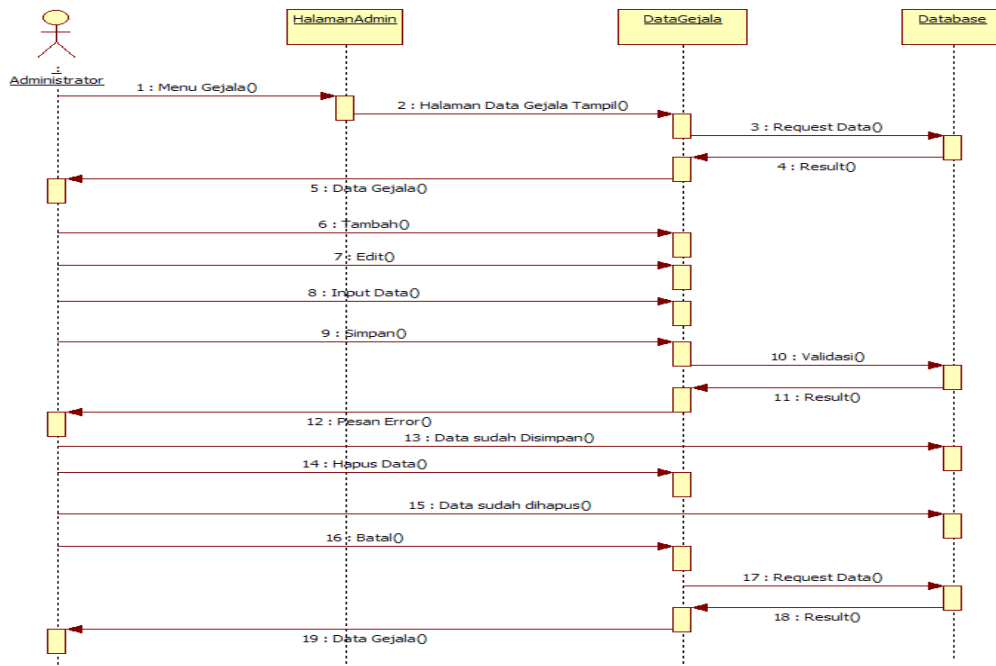 HalamanAdmin
DataGejala
Database
:
Administrator
1 : Menu Gejala()
2 : Halaman Data Gejala Tampil()
3 : Request Data()
4 : Result()
5 : Data Gejala()
6 : Tambah()
7 : Edit()
8 : Input Data()
9 : Simpan()
10 : Validasi()
11 : Result()
12 : Pesan Error()
13 : Data sudah Disimpan()
14 : Hapus Data()
15 : Data sudah dihapus()
16 : Batal()
17 : Request Data()
18 : Result()
19 : Data Gejala()